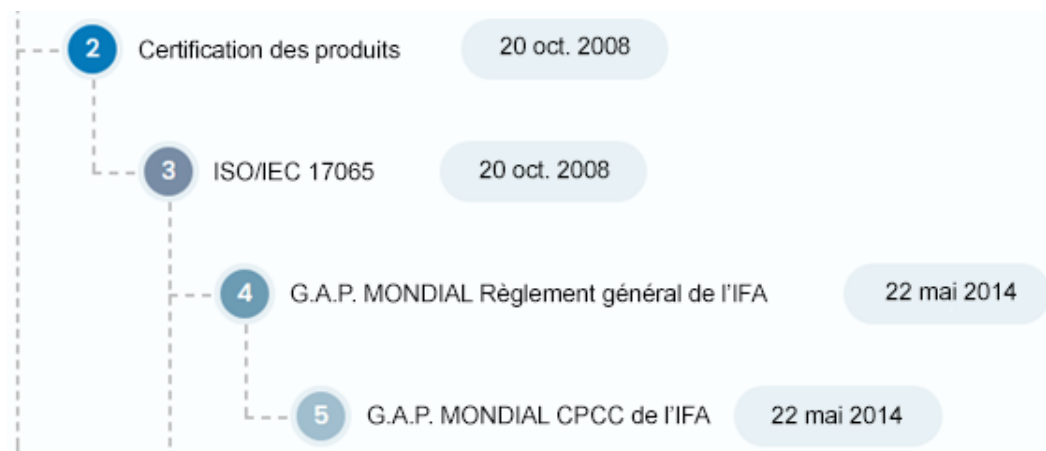 2 Certification des produits 20 oct. 2008
3 ISO/IEC 17065 20 oct. 2008
4 G.A.P. MONDIAL Règlement général de l'IFA 22 mai 2014
5 G.A.P. MONDIAL CPCC de l'IFA 22 mai 2014